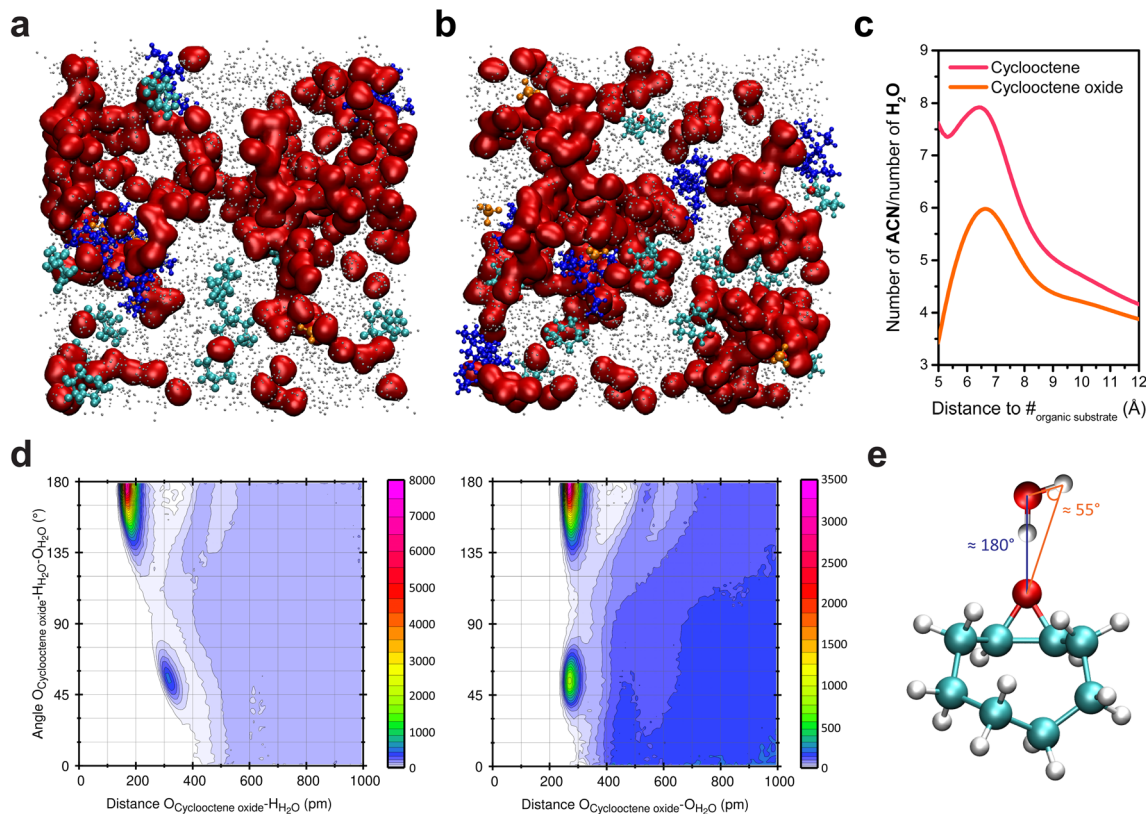 a
b
c
9
8
7
6
5
4
3
Number of ACN/number of H2O
Cyclooctene
Cyclooctene oxide
5 6 7 8 9 10 11 12
Distance to #organic substrate (Å)
d
Angle OCyclooctene oxide-HH2O-OH2O (°)
180
135
90
45
0
0 200 400 600 800 1000
Distance OCyclooctene oxide-HH2O (pm)
8000
7000
6000
5000
4000
3000
2000
1000
0
180
135
90
45
0
0 200 400 600 800 1000
Distance OCyclooctene oxide-OH2O (pm)
3500
3000
2500
2000
1500
1000
500
0
e
≈ 55°
≈180°